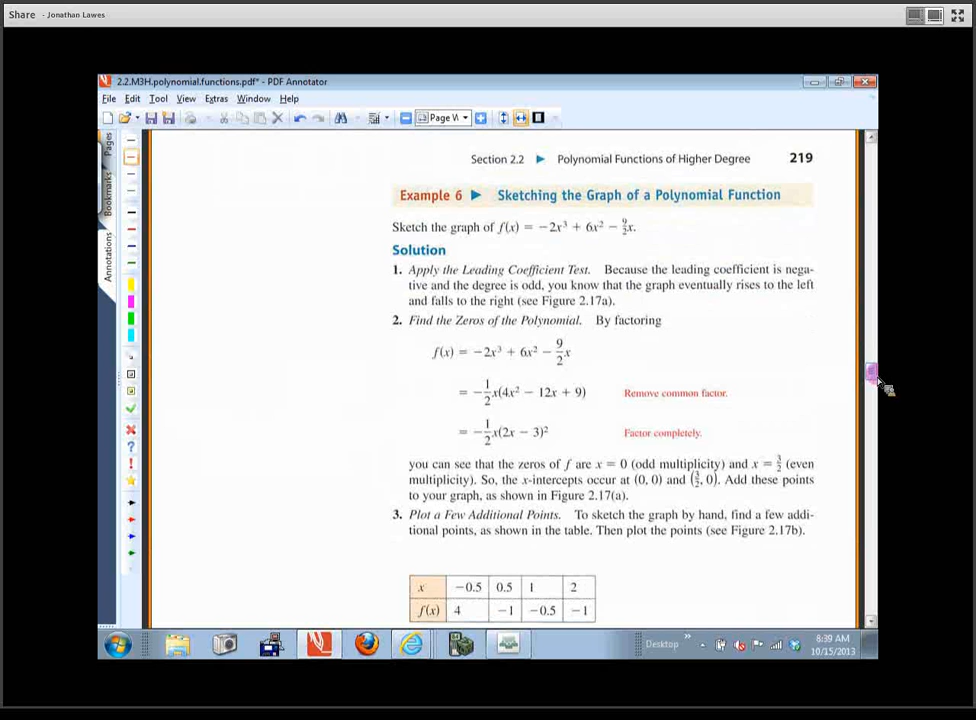 Share - Jonathan Lawes
2.2.M3H.polynomial.functions.pdf* - PDF Annotator
File Edit Tool View Extras Window Help
Page W
Pages
Bookmarks
Annotations
Section 2.2 ► Polynomial Functions of Higher Degree 219
Example 6 ► Sketching the Graph of a Polynomial Function
Sketch the graph of f(x) = −2x³ + 6x² − 9/2x.
Solution
1. Apply the Leading Coefficient Test. Because the leading coefficient is nega-
tive and the degree is odd, you know that the graph eventually rises to the left
and falls to the right (see Figure 2.17a).
2. Find the Zeros of the Polynomial. By factoring
f(x) = −2x³ + 6x² − 9/2x
= −1/2x(4x² − 12x + 9) Remove common factor.
= −1/2x(2x − 3)² Factor completely.
you can see that the zeros of f are x = 0 (odd multiplicity) and x = 3/2 (even
multiplicity). So, the x-intercepts occur at (0, 0) and (3/2, 0). Add these points
to your graph, as shown in Figure 2.17(a).
3. Plot a Few Additional Points. To sketch the graph by hand, find a few addi-
tional points, as shown in the table. Then plot the points (see Figure 2.17b).
x −0.5 0.5 1 2
f(x) 4 −1 −0.5 −1
Desktop
8:39 AM
10/15/2013